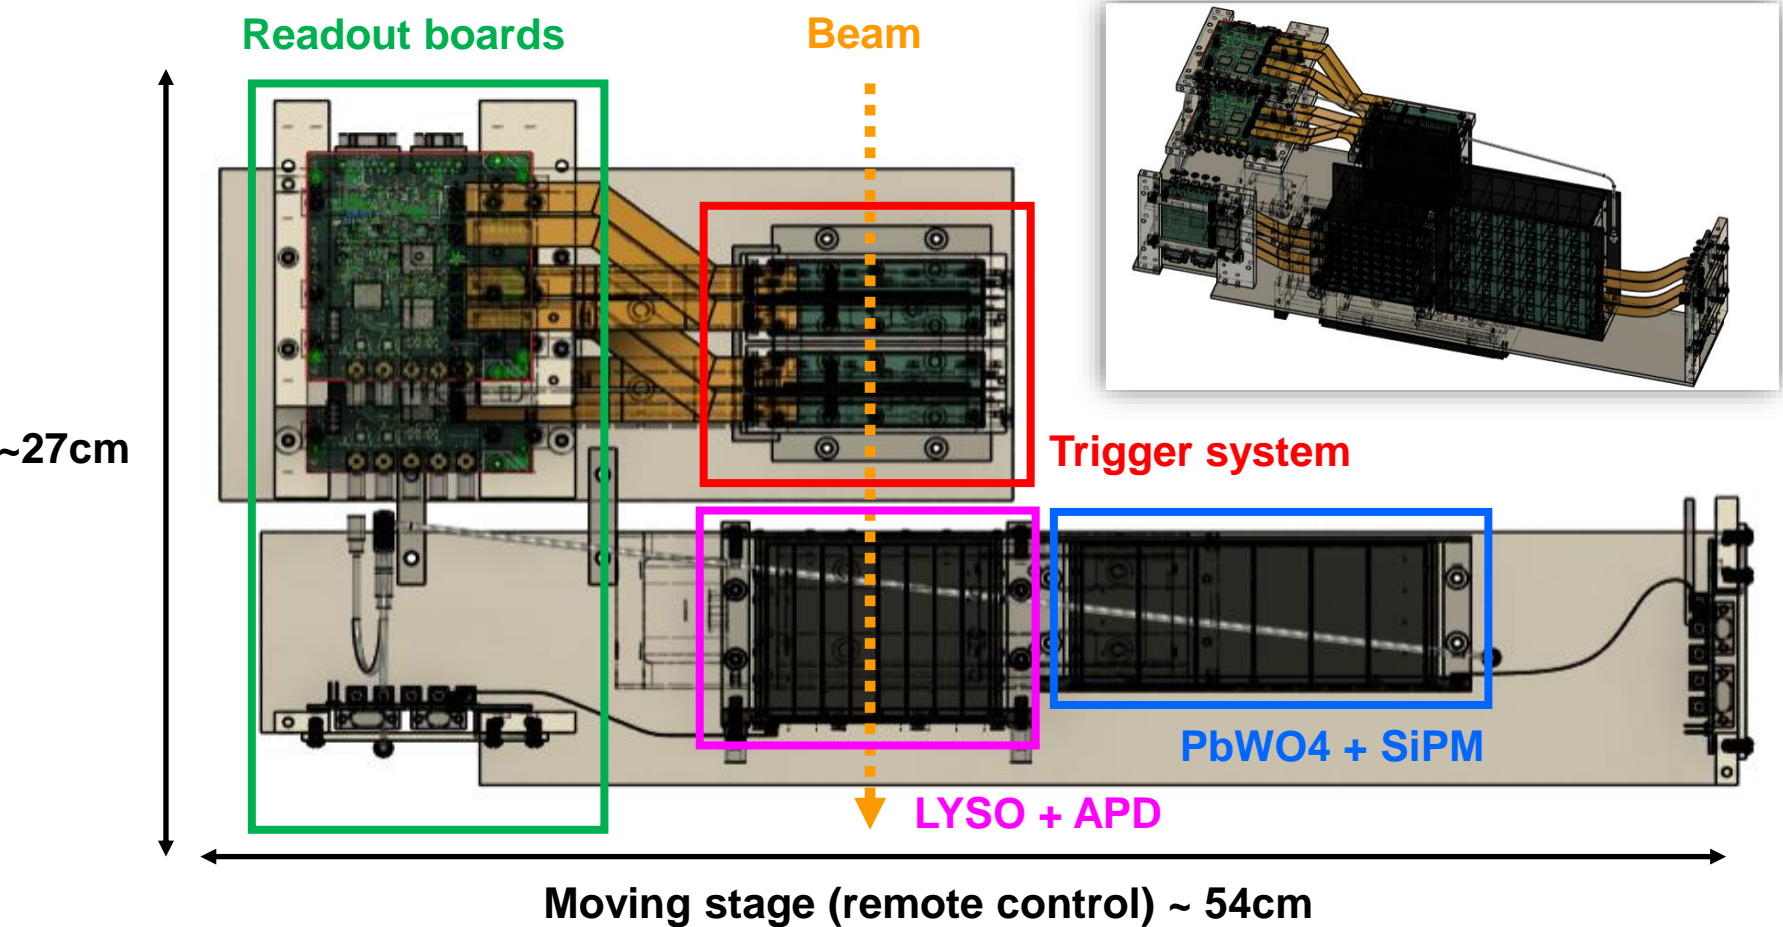 Readout boards
Beam
~27cm
Trigger system
PbWO4 + SiPM
LYSO + APD
Moving stage (remote control) ~ 54cm